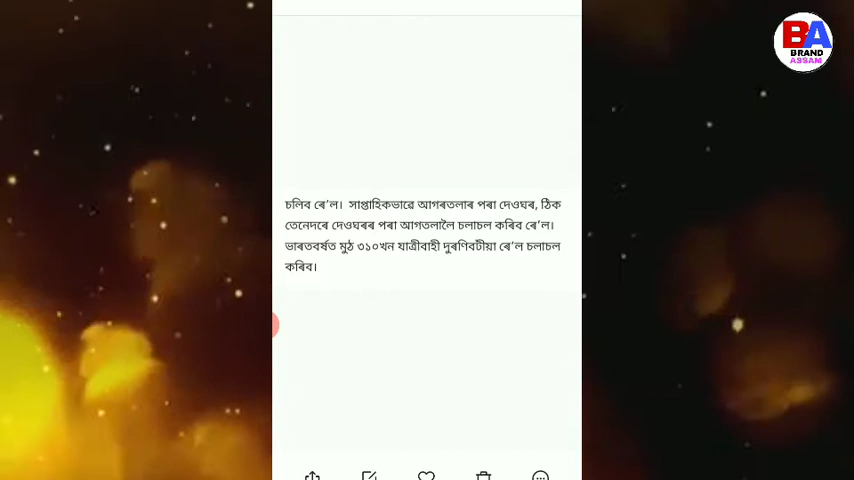 BA
BRAND
ASSAM
চলিব ৰে'ল। সাপ্তাহিকভাৱে আগৰতলাৰ পৰা দেওঘৰ, ঠিক
তেনেদৰে দেওঘৰৰ পৰা আগতলালৈ চলাচল কৰিব ৰে'ল।
ভাৰতবৰ্ষত মুঠ ৩১০খন যাত্ৰীবাহী দুৰণিবটীয়া ৰে'ল চলাচল
কৰিব।